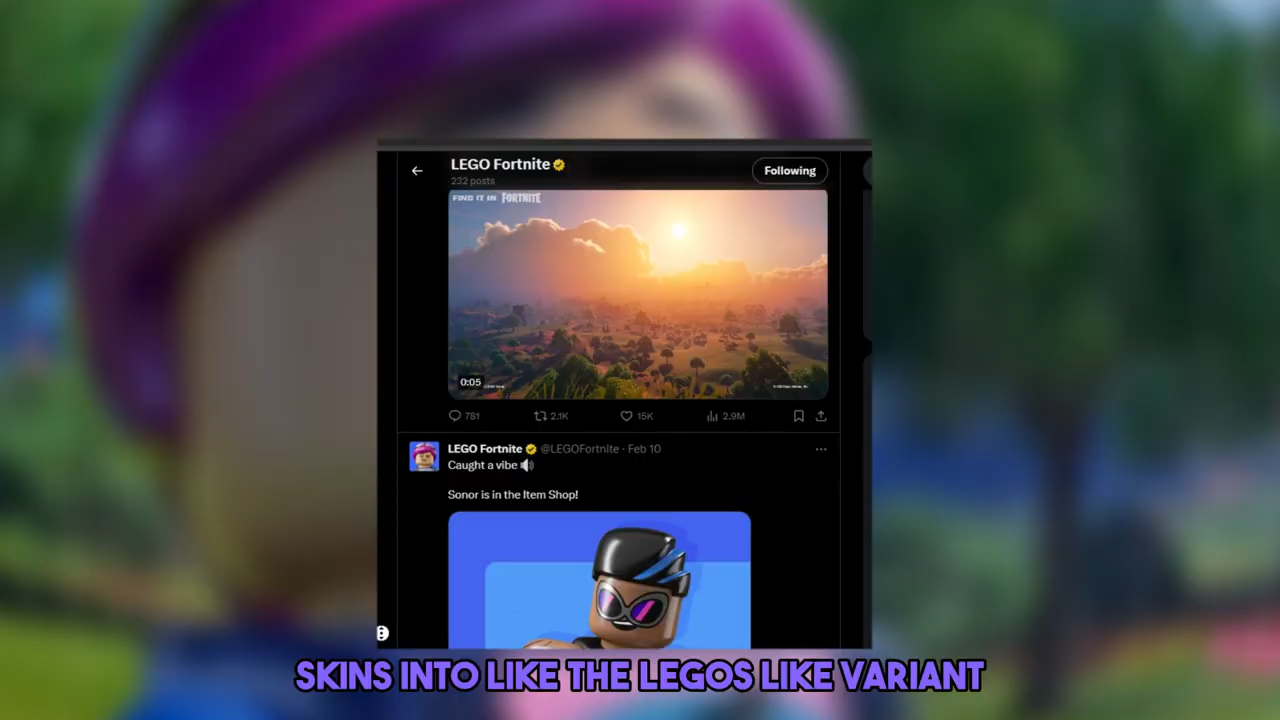 LEGO Fortnite
232 posts
Following
FIND IT IN FORTNITE
0:05
781 2.1K 15K 2.9M
LEGO Fortnite @LEGOFortnite · Feb 10
Caught a vibe
Sonor is in the Item Shop!
SKINS INTO LIKE THE LEGOS LIKE VARIANT